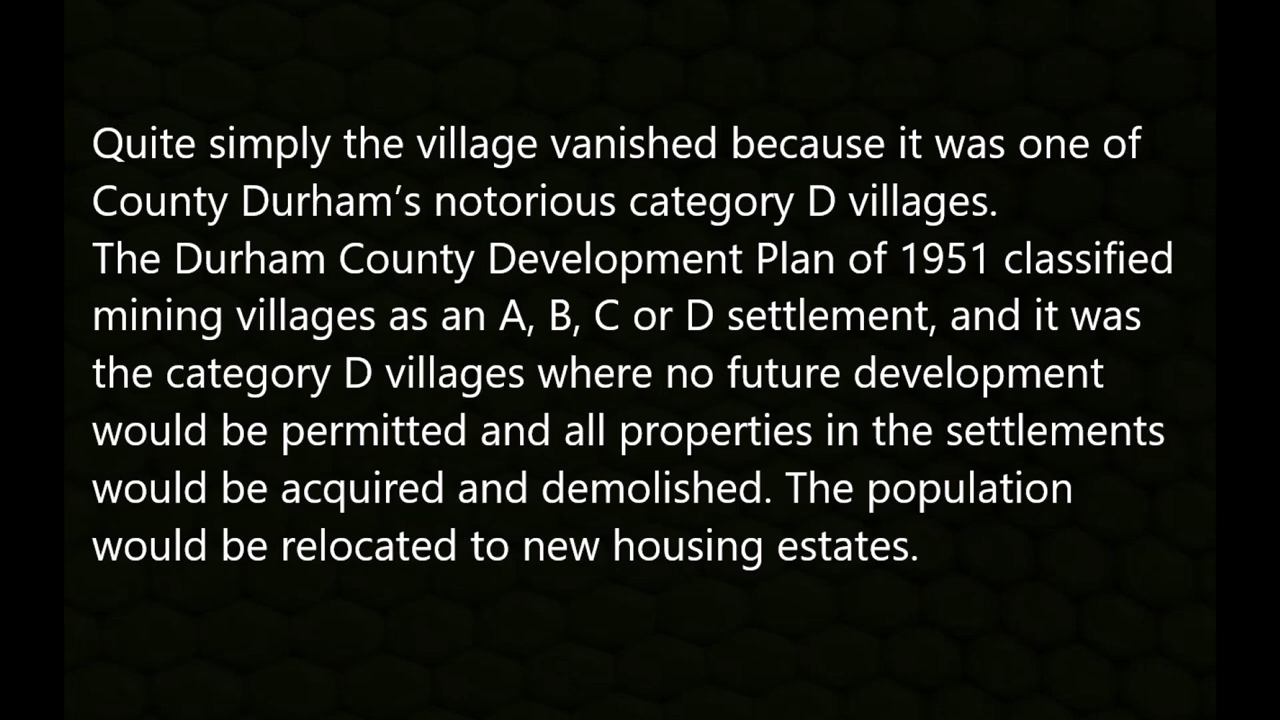 Quite simply the village vanished because it was one of
County Durham’s notorious category D villages.
The Durham County Development Plan of 1951 classified
mining villages as an A, B, C or D settlement, and it was
the category D villages where no future development
would be permitted and all properties in the settlements
would be acquired and demolished. The population
would be relocated to new housing estates.